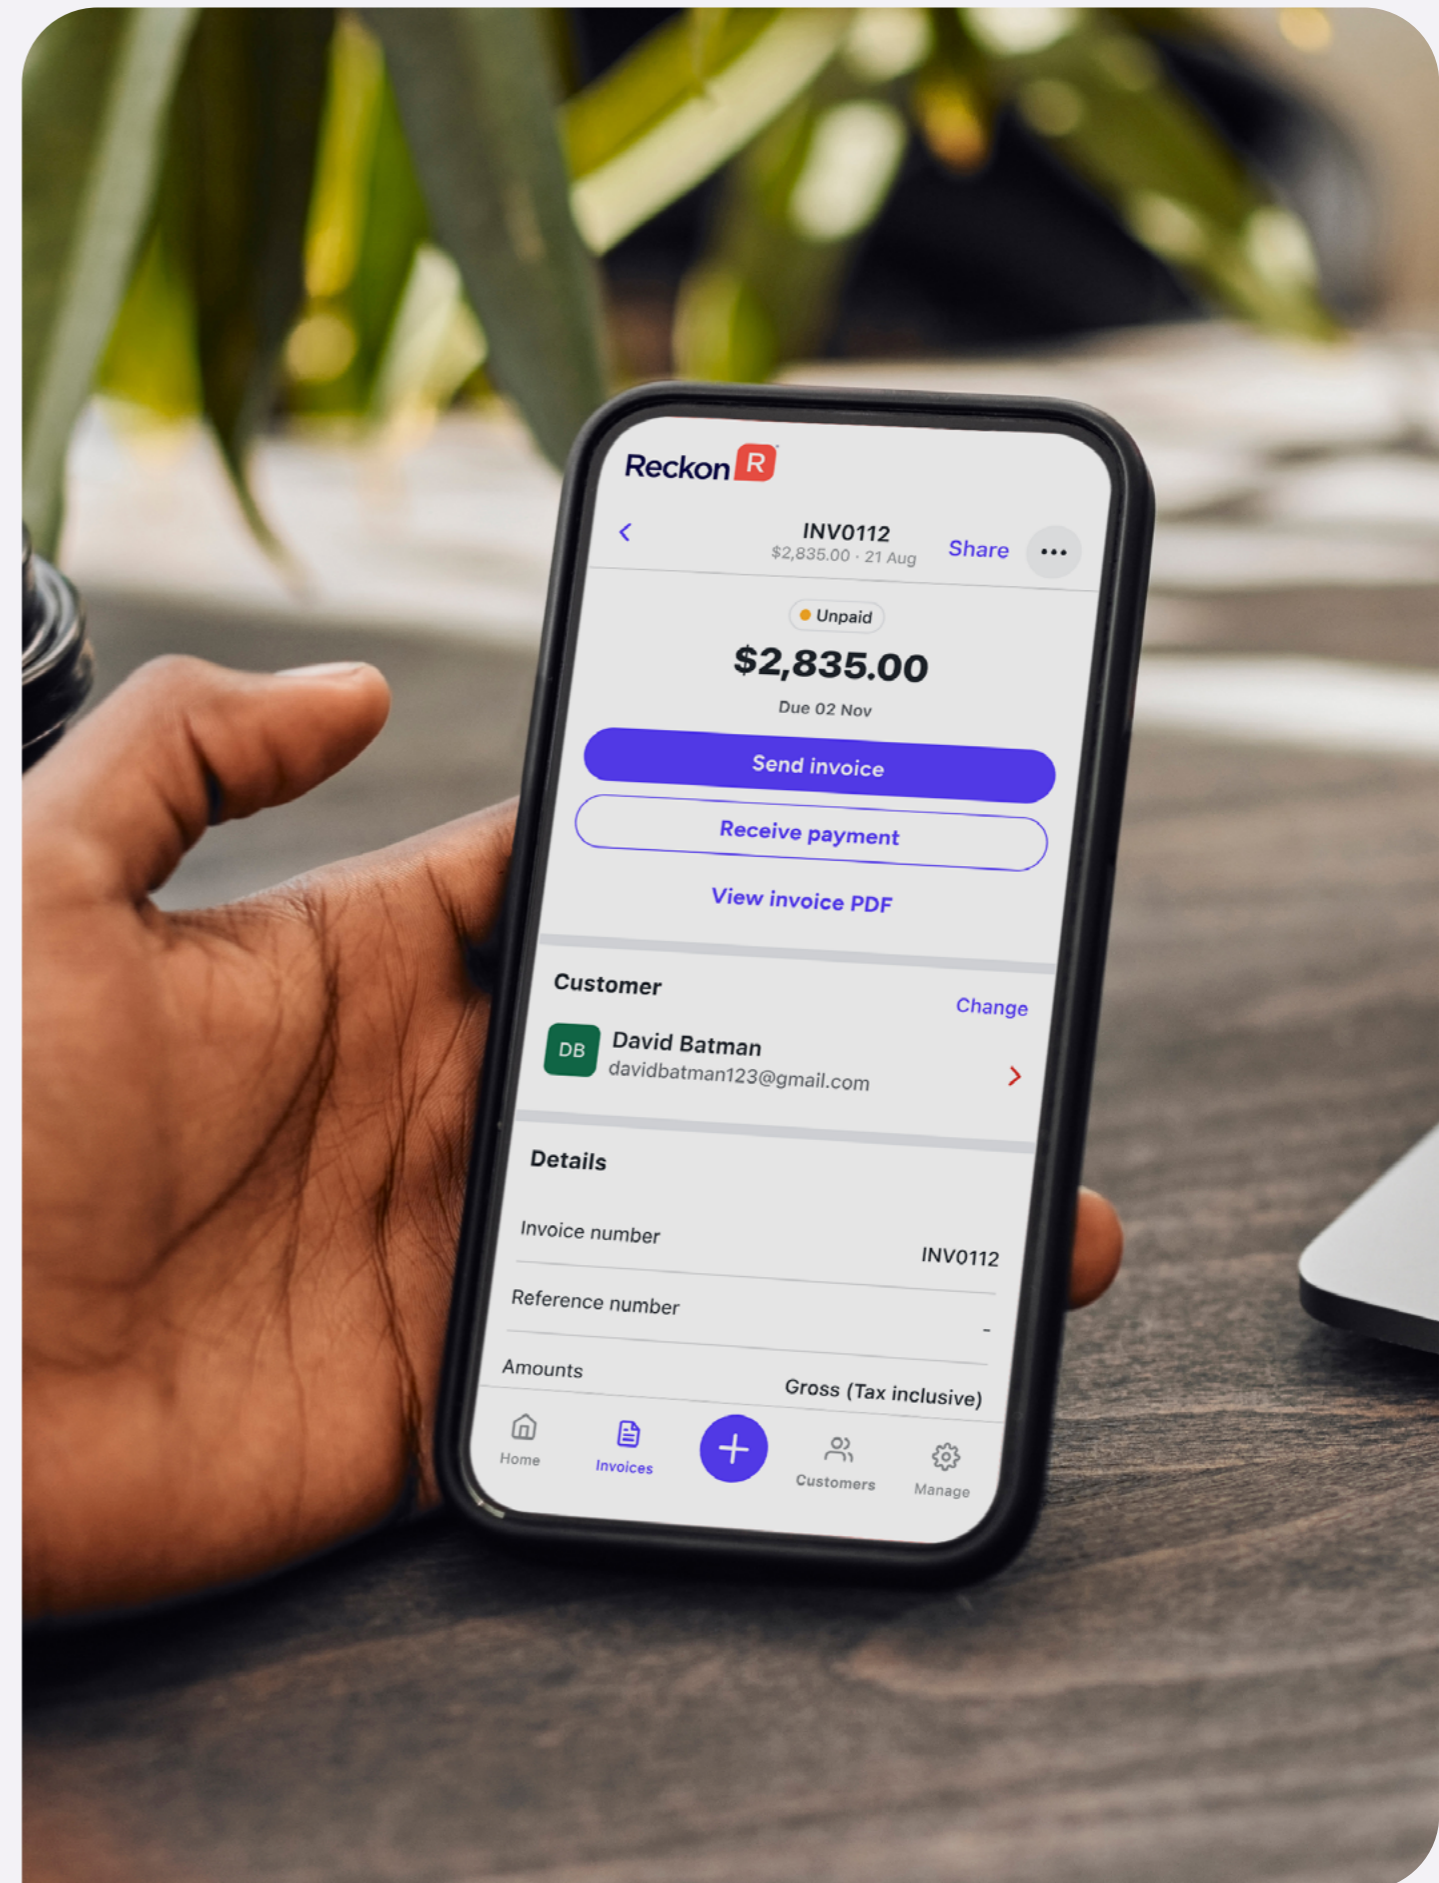 Reckon R
INV0112
$2,835.00 · 21 Aug
Share
Unpaid
$2,835.00
Due 02 Nov
Send invoice
Receive payment
View invoice PDF
Customer
Change
DB
David Batman
davidbatman123@gmail.com
Details
Invoice number
INV0112
Reference number
-
Amounts
Gross (Tax inclusive)
Home
Invoices
Customers
Manage